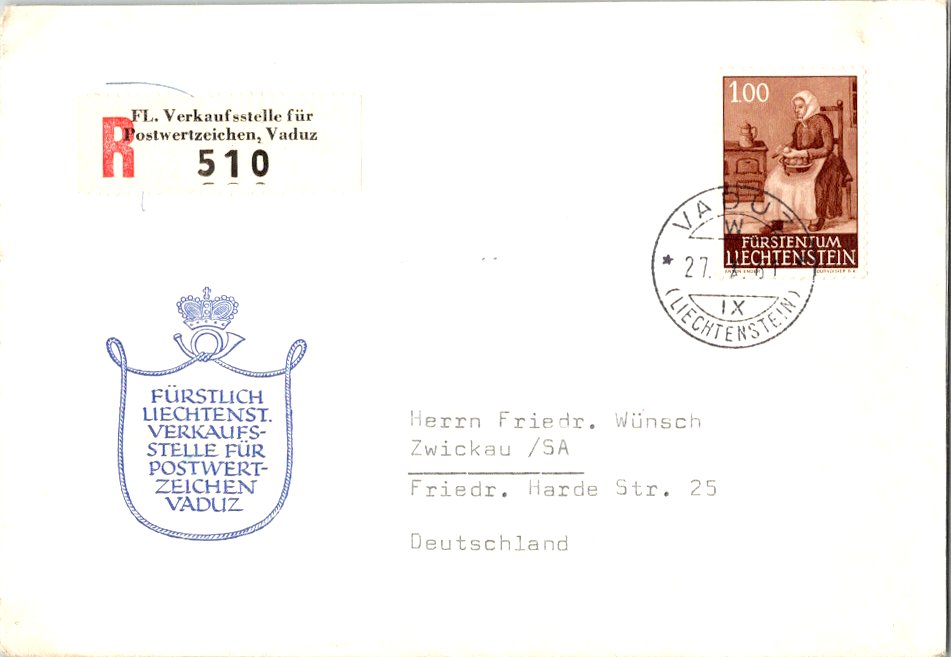 FL. Verkaufsstelle für
R Postwertzeichen, Vaduz
510
1.00
FÜRSTENTUM
LIECHTENSTEIN
VADUZ
W
27.
IX
(LIECHTENSTEIN)
FÜRSTLICH
LIECHTENST.
VERKAUFS-
STELLE FÜR
POSTWERT-
ZEICHEN
VADUZ
Herrn Friedr. Wünsch
Zwickau /SA
Friedr. Harde Str. 25
Deutschland